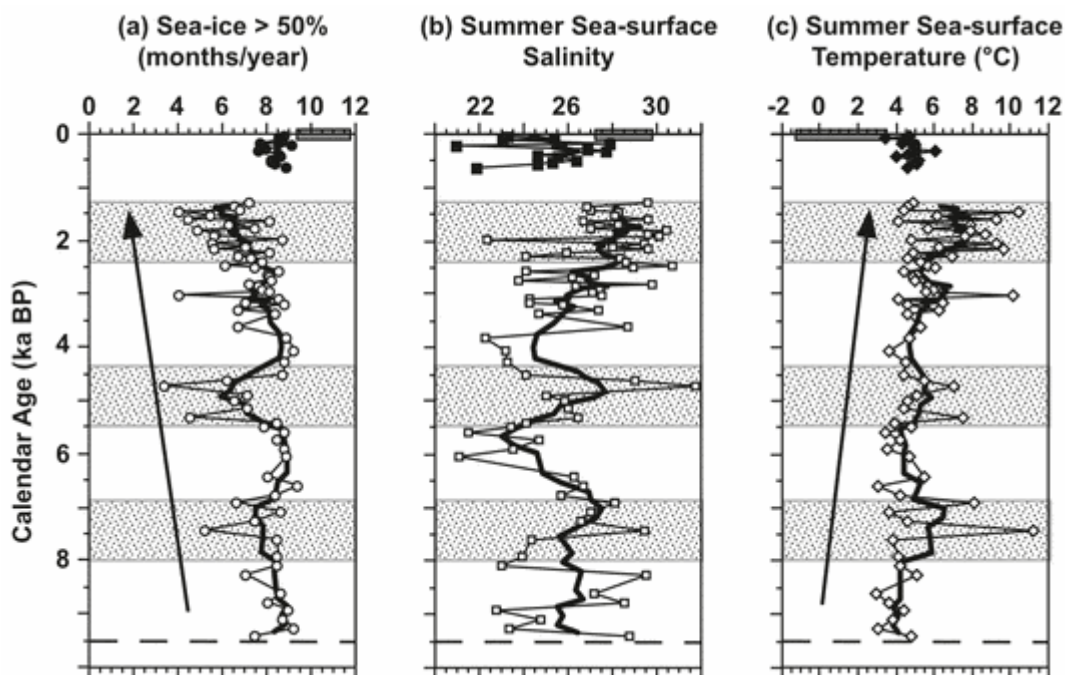 (a) Sea-ice > 50%
(months/year)
(b) Summer Sea-surface
Salinity
(c) Summer Sea-surface
Temperature (°C)
0 2 4 6 8 10 12
22 26 30
-2 0 2 4 6 8 10 12
Calendar Age (ka BP)
0
2
4
6
8